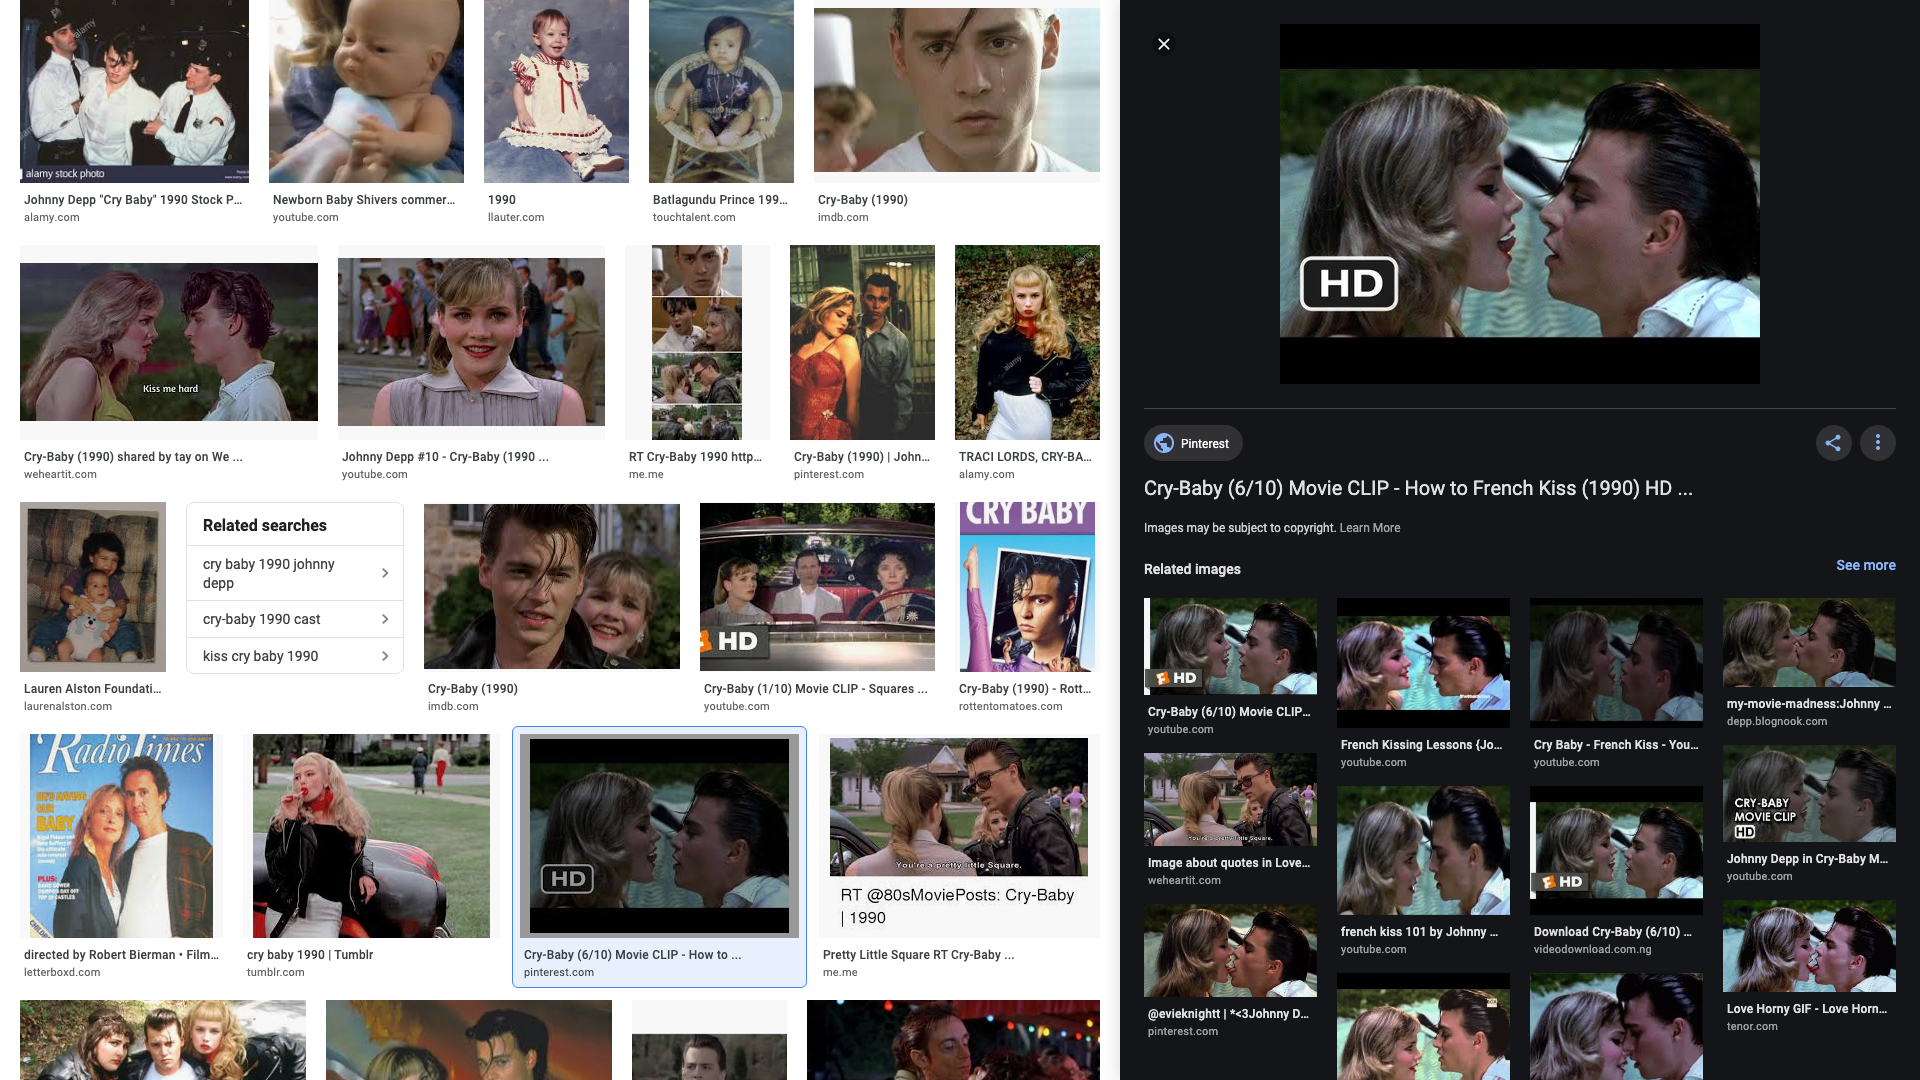 alamy
alamy stock photo
Johnny Depp "Cry Baby" 1990 Stock P...
alamy.com
Newborn Baby Shivers commer...
youtube.com
1990
llauter.com
Batlagundu Prince 199...
touchtalent.com
Cry-Baby (1990)
imdb.com
Kiss me hard
Cry-Baby (1990) shared by tay on We ...
weheartit.com
Johnny Depp #10 - Cry-Baby (1990 ...
youtube.com
RT Cry-Baby 1990 http...
me.me
Cry-Baby (1990) | John...
pinterest.com
alamy
TRACI LORDS, CRY-BA...
alamy.com
Lauren Alston Foundati...
laurenalston.com
Related searches
cry baby 1990 johnny
depp
cry-baby 1990 cast
kiss cry baby 1990
Cry-Baby (1990)
imdb.com
HD
Cry-Baby (1/10) Movie CLIP - Squares ...
youtube.com
CRY BABY
Cry-Baby (1990) - Rott...
rottentomatoes.com
RadioTimes
HE'S HAVING
OUR
BABY
PLUS:
directed by Robert Bierman • Film...
letterboxd.com
cry baby 1990 | Tumblr
tumblr.com
HD
Cry-Baby (6/10) Movie CLIP - How to ...
pinterest.com
You're a pretty little Square.
RT @80sMoviePosts: Cry-Baby
| 1990
Pretty Little Square RT Cry-Baby ...
me.me
HD
Pinterest
Cry-Baby (6/10) Movie CLIP - How to French Kiss (1990) HD ...
Images may be subject to copyright. Learn More
Related images
See more
HD
Cry-Baby (6/10) Movie CLIP...
youtube.com
French Kissing Lessons {Jo...
youtube.com
Cry Baby - French Kiss - You...
youtube.com
my-movie-madness:Johnny ...
depp.blognook.com
You're a pretty little Square.
Image about quotes in Love...
weheartit.com
french kiss 101 by Johnny ...
youtube.com
HD
Download Cry-Baby (6/10) ...
videodownload.com.ng
CRY-BABY
MOVIE CLIP
HD
Johnny Depp in Cry-Baby M...
youtube.com
@evieknightt | *<3Johnny D...
pinterest.com
Love Horny GIF - Love Horn...
tenor.com